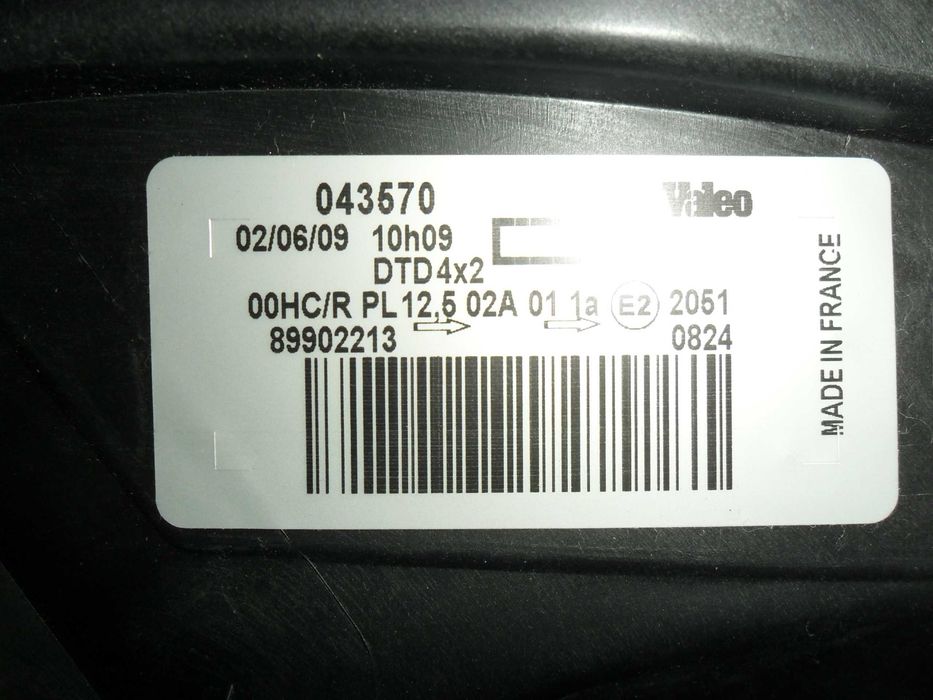 043570
Valeo
02/06/09 10h09
DTD4x2
00HC/R PL 12,5 02A 01 1a E2 2051
89902213
0824
MADE IN FRANCE